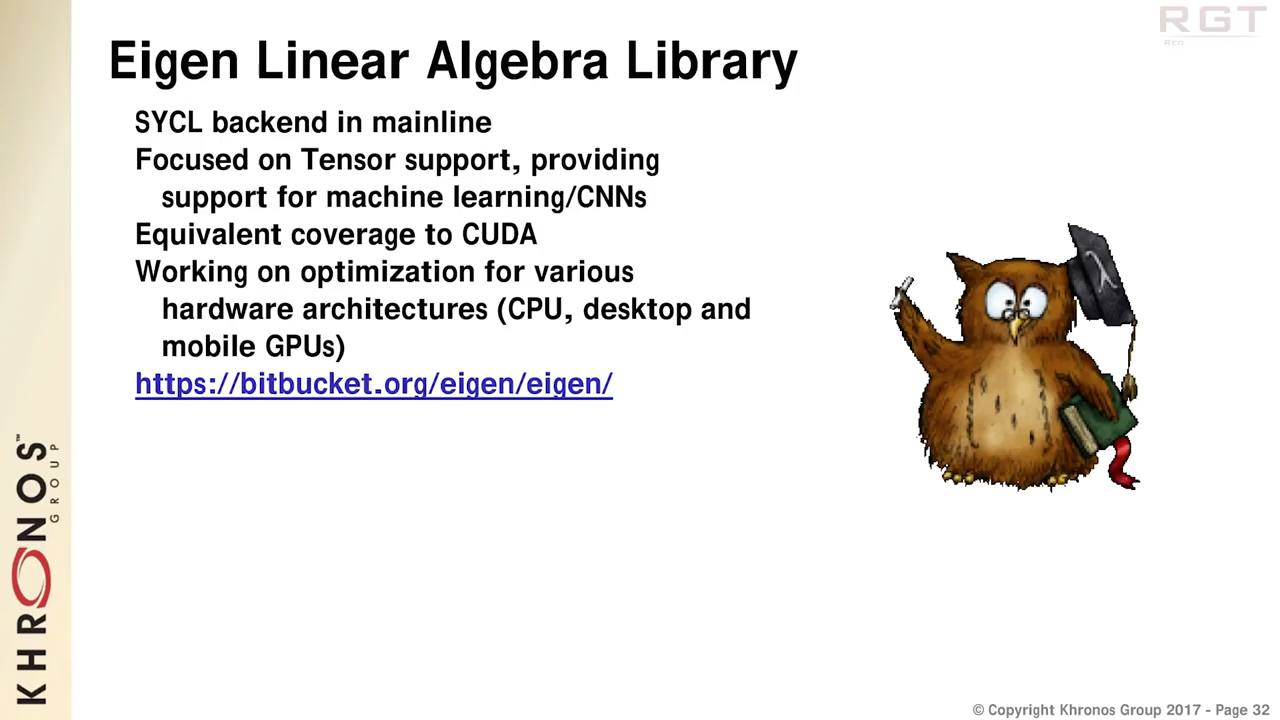 RGT
Eigen Linear Algebra Library
SYCL backend in mainline
Focused on Tensor support, providing
support for machine learning/CNNs
Equivalent coverage to CUDA
Working on optimization for various
hardware architectures (CPU, desktop and
mobile GPUs)
https://bitbucket.org/eigen/eigen/
KHRONOS™
GROUP
© Copyright Khronos Group 2017 - Page 32